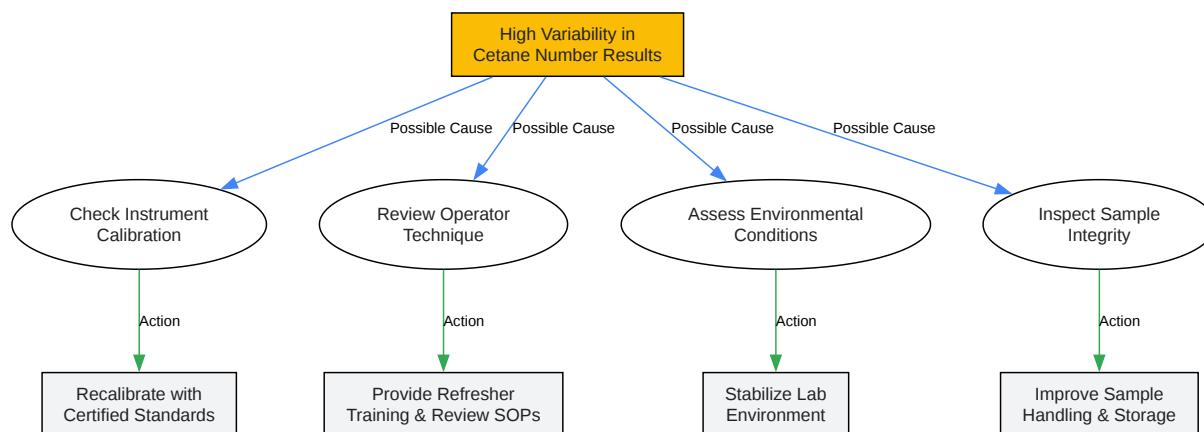 High Variability in
Cetane Number Results
Possible Cause
Possible Cause
Possible Cause
Possible Cause
Check Instrument
Calibration
Review Operator
Technique
Assess Environmental
Conditions
Inspect Sample
Integrity
Action
Action
Action
Action
Recalibrate with
Certified Standards
Provide Refresher
Training & Review SOPs
Stabilize Lab
Environment
Improve Sample
Handling & Storage